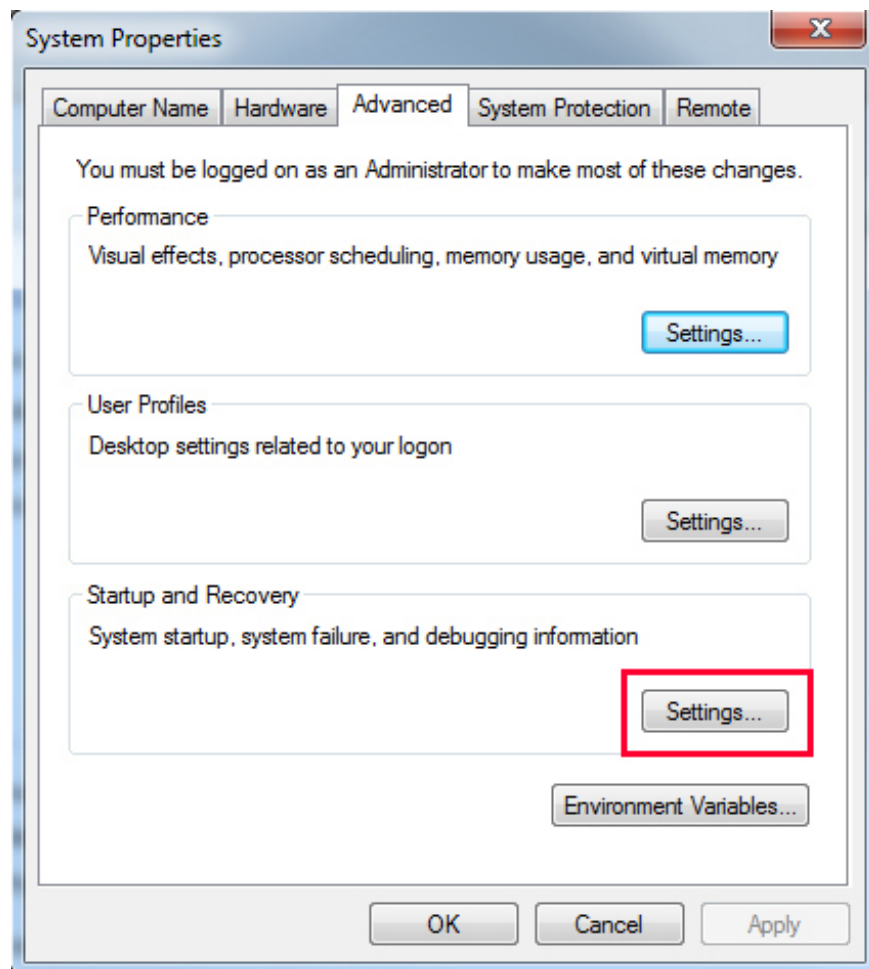 System Properties
Computer Name Hardware Advanced System Protection Remote
You must be logged on as an Administrator to make most of these changes.
Performance
Visual effects, processor scheduling, memory usage, and virtual memory
Settings...
User Profiles
Desktop settings related to your logon
Settings...
Startup and Recovery
System startup, system failure, and debugging information
Settings...
Environment Variables...
OK Cancel Apply